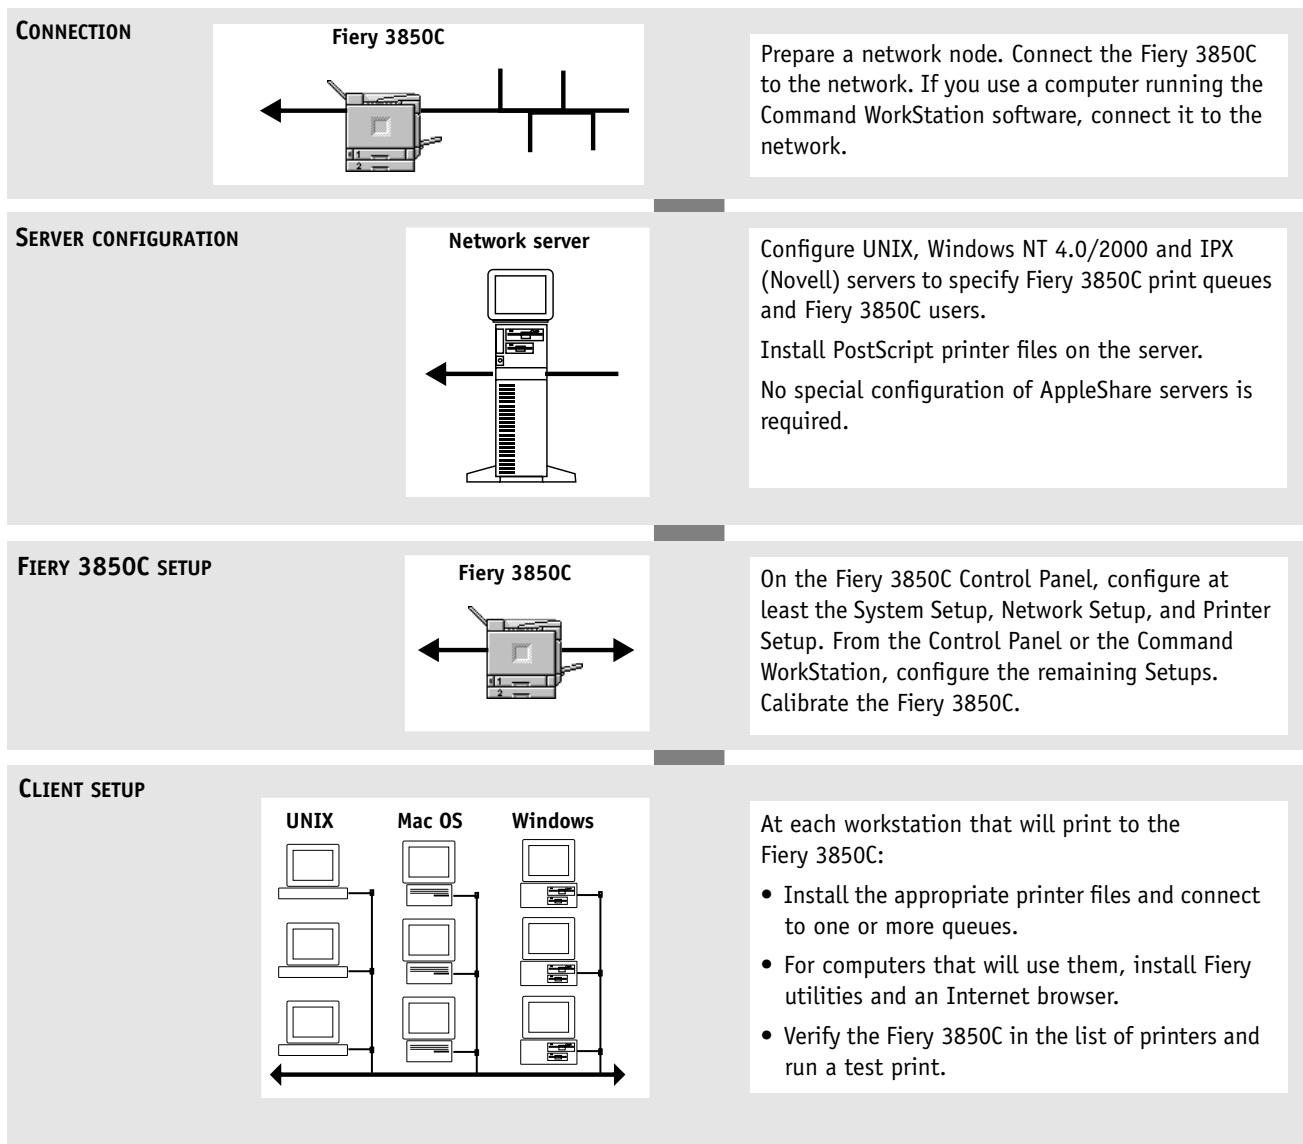 CONNECTION
Fiery 3850C
1
2
Prepare a network node. Connect the Fiery 3850C
to the network. If you use a computer running the
Command WorkStation software, connect it to the
network.
SERVER CONFIGURATION
Network server
Configure UNIX, Windows NT 4.0/2000 and IPX
(Novell) servers to specify Fiery 3850C print queues
and Fiery 3850C users.
Install PostScript printer files on the server.
No special configuration of AppleShare servers is
required.
FIERY 3850C SETUP
Fiery 3850C
1
2
On the Fiery 3850C Control Panel, configure at
least the System Setup, Network Setup, and Printer
Setup. From the Control Panel or the Command
WorkStation, configure the remaining Setups.
Calibrate the Fiery 3850C.
CLIENT SETUP
UNIX Mac OS Windows
At each workstation that will print to the
Fiery 3850C:
• Install the appropriate printer files and connect
to one or more queues.
• For computers that will use them, install Fiery
utilities and an Internet browser.
• Verify the Fiery 3850C in the list of printers and
run a test print.